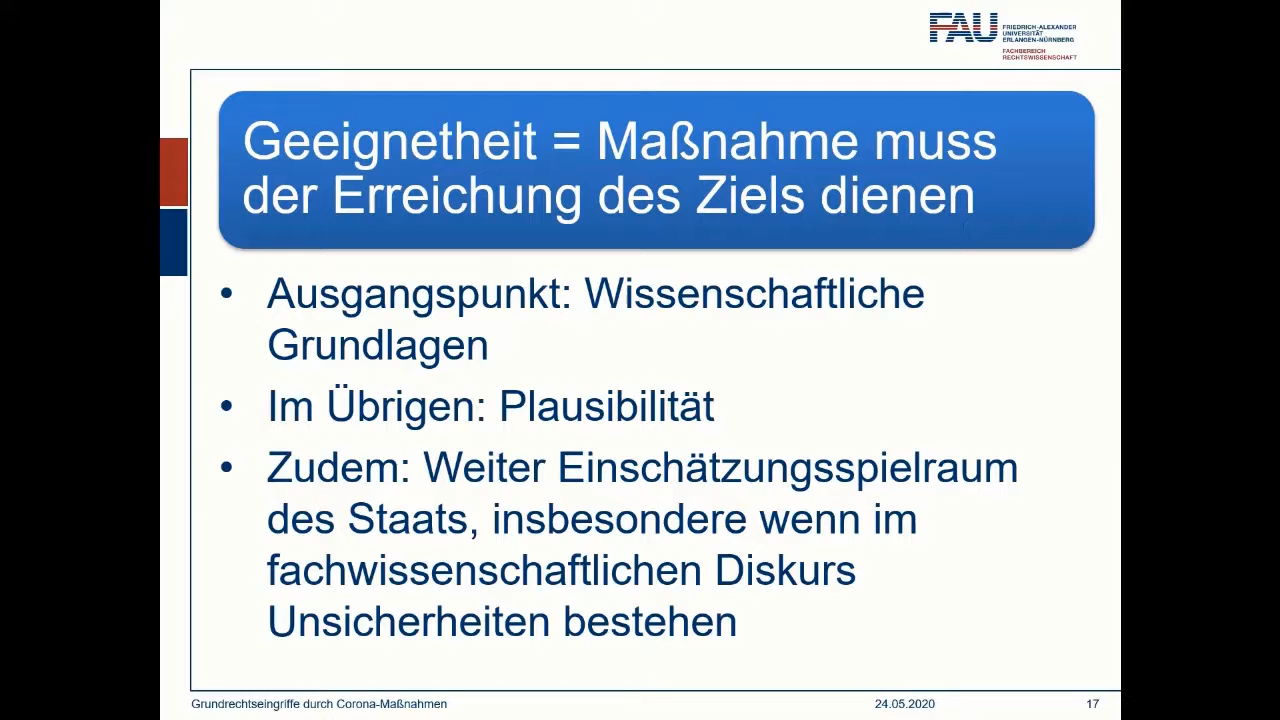 FAU
FRIEDRICH-ALEXANDER
UNIVERSITÄT
ERLANGEN-NÜRNBERG
FACHBEREICH
RECHTSWISSENSCHAFT
Geeignetheit = Maßnahme muss
der Erreichung des Ziels dienen
• Ausgangspunkt: Wissenschaftliche
Grundlagen
• Im Übrigen: Plausibilität
• Zudem: Weiter Einschätzungsspielraum
des Staats, insbesondere wenn im
fachwissenschaftlichen Diskurs
Unsicherheiten bestehen
Grundrechtseingriffe durch Corona-Maßnahmen 24.05.2020 17